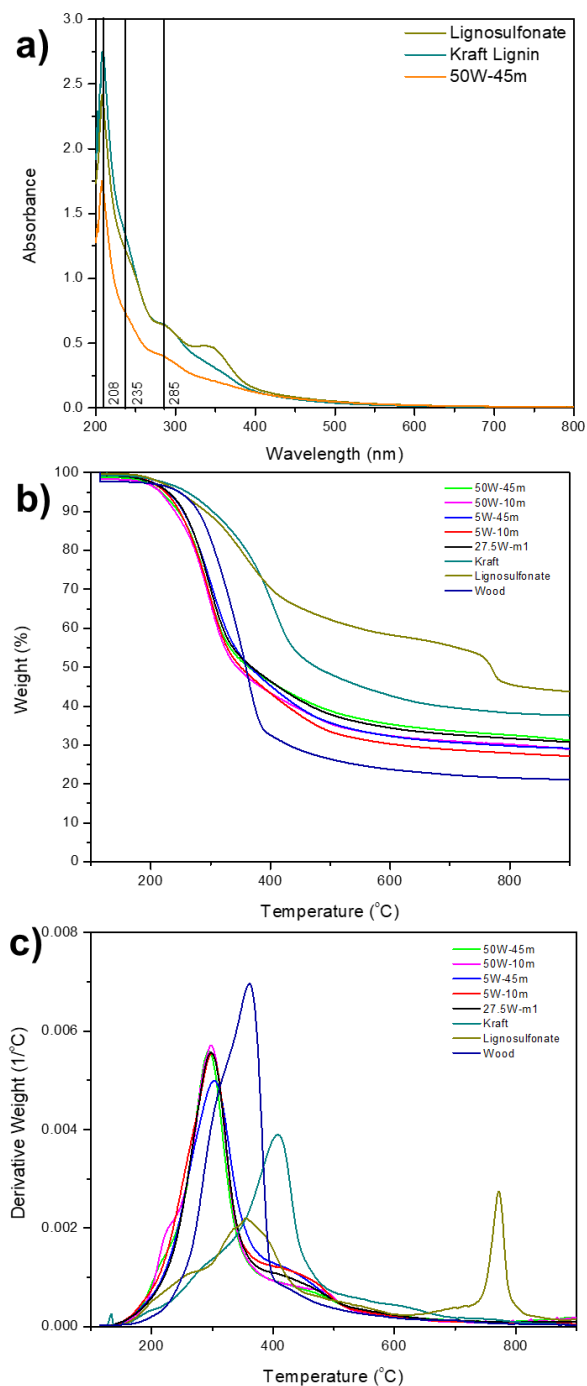 a)
3.0
2.5
2.0
1.5
1.0
0.5
0.0
Absorbance
Lignosulfonate
Kraft Lignin
50W-45m
208
235
285
200 300 400 500 600 700 800
Wavelength (nm)
b)
100
90
80
70
60
50
40
30
20
10
0
Weight (%)
50W-45m
50W-10m
5W-45m
5W-10m
27.5W-m1
Kraft
Lignosulfonate
Wood
200 400 600 800
Temperature (°C)
c)
0.008
0.006
0.004
0.002
0.000
Derivative Weight (1/°C)
50W-45m
50W-10m
5W-45m
5W-10m
27.5W-m1
Kraft
Lignosulfonate
Wood
200 400 600 800
Temperature (°C)